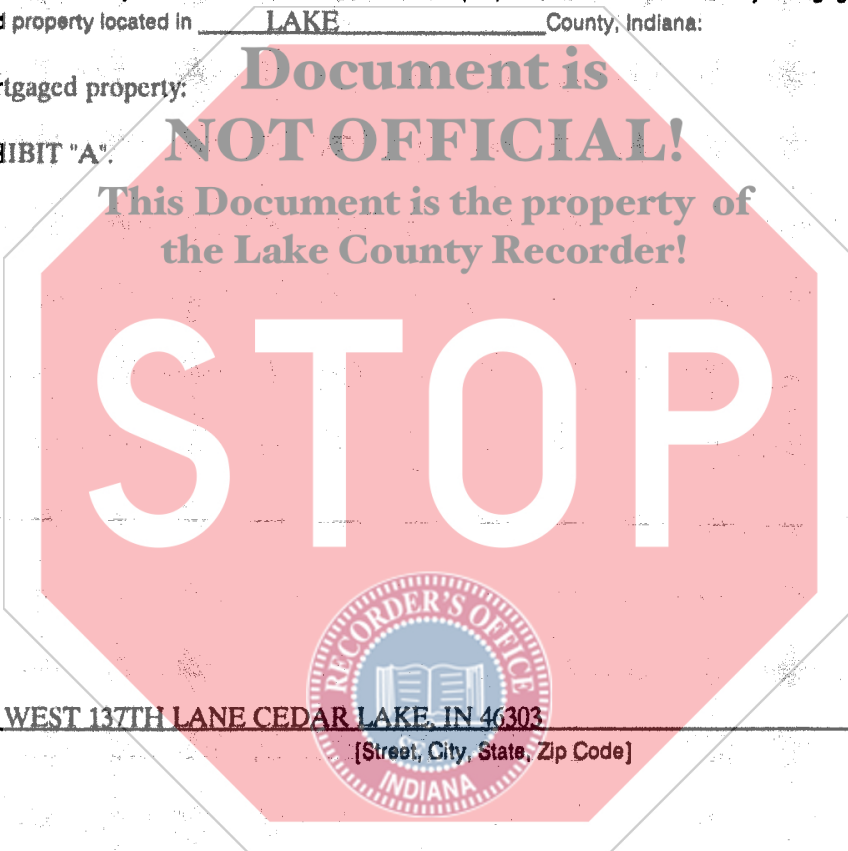 property located in LAKE County, Indiana:
Document is
tgaged property:
NOT OFFICIAL!
HIBIT "A".
This Document is the property of
the Lake County Recorder!
STOP
RECORDER'S OFFICE
WEST 137TH LANE CEDAR LAKE, IN 46303
[Street, City, State, Zip Code]
INDIANA